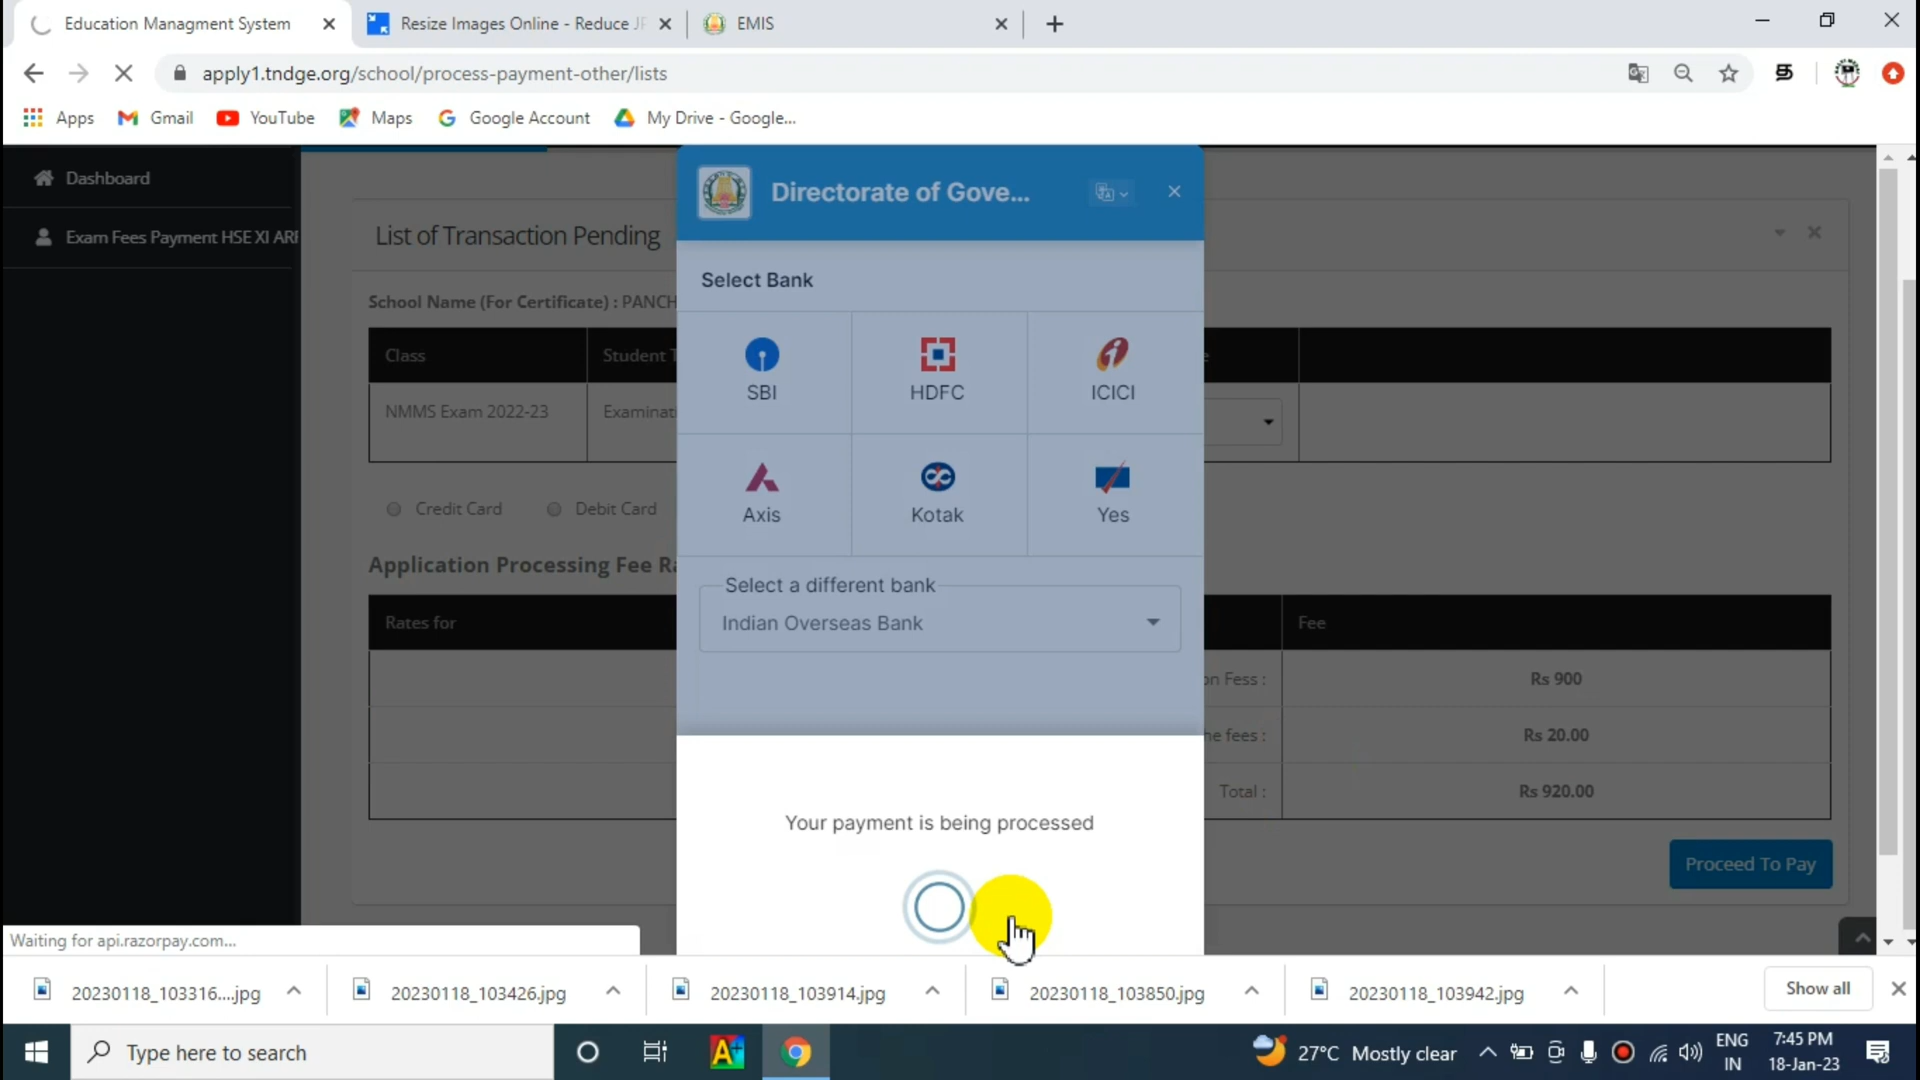 Education Managment System
Resize Images Online - Reduce
EMIS
apply1.tndge.org/school/process-payment-other/lists
Apps
Gmail
YouTube
Maps
Google Account
My Drive - Google...
Dashboard
Exam Fees Payment HSE XI
Directorate of Gove...
List of Transaction Pending
Select Bank
School Name (For Certificate) :
Class
Student
SBI
HDFC
ICICI
NMMS Exam 2022-23
Axis
Kotak
Yes
Credit Card
Debit Card
Application Processing Fee
Select a different bank
Indian Overseas Bank
Rates for
Fee
Fess :
Rs 900
fees :
Rs 20.00
Total :
Rs 920.00
Your payment is being processed
Proceed To Pay
Waiting for api.razorpay.com...
20230118_103316....jpg
20230118_103426.jpg
20230118_103914.jpg
20230118_103850.jpg
20230118_103942.jpg
Show all
Type here to search
27°C Mostly clear
ENG
IN
7:45 PM
18-Jan-23